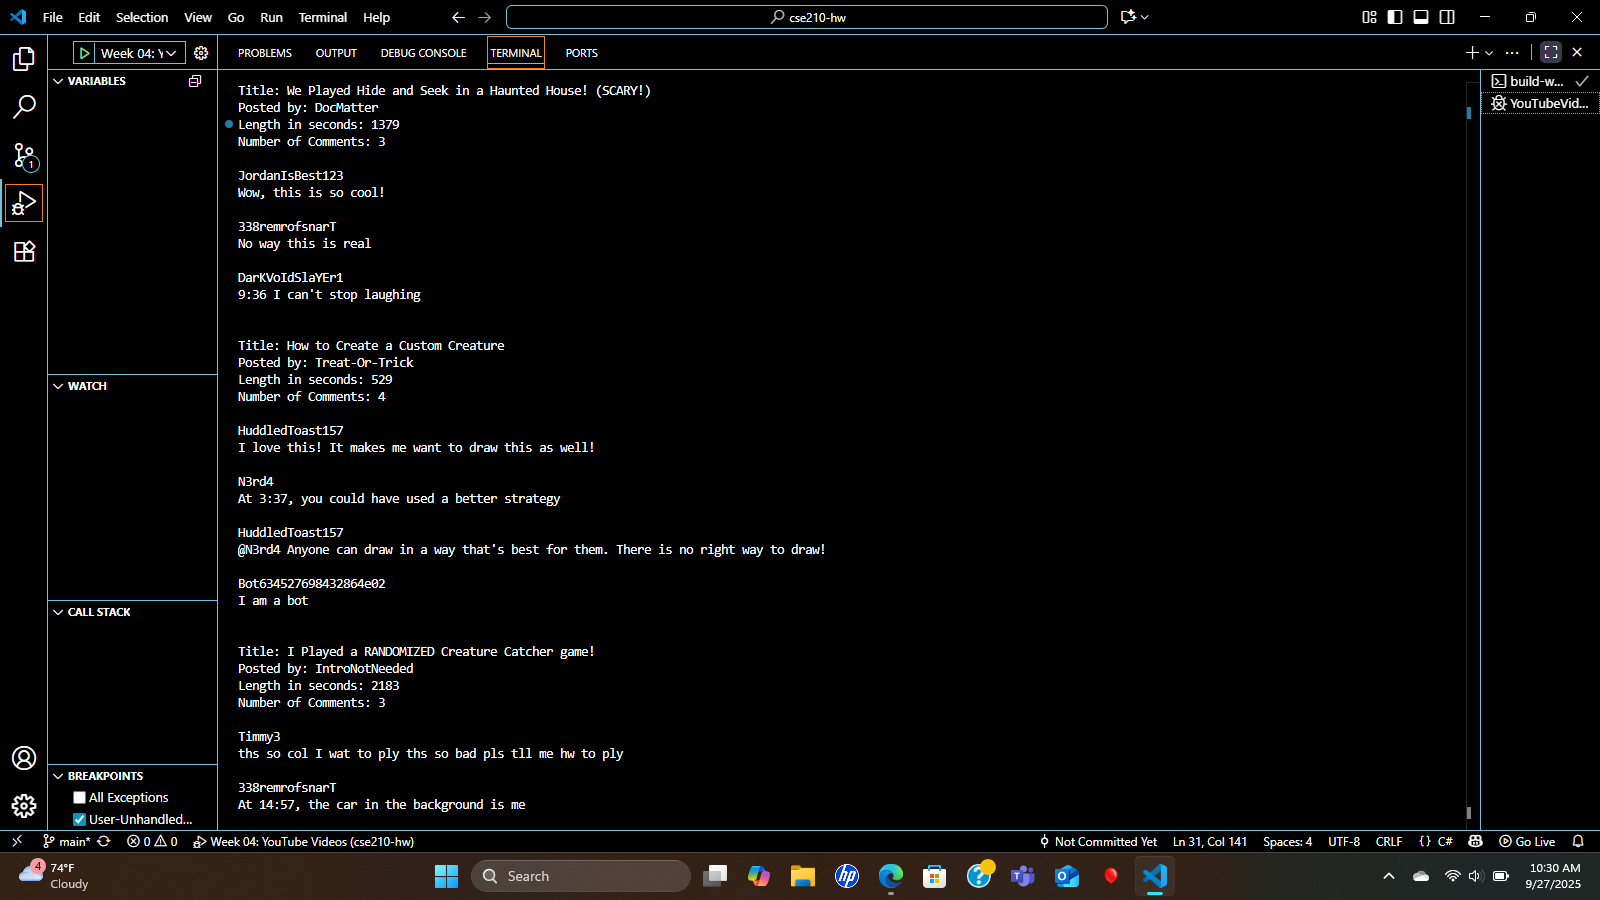 File Edit Selection View Go Run Terminal Help
cse210-hw
Week 04: Y
PROBLEMS OUTPUT DEBUG CONSOLE TERMINAL PORTS
VARIABLES
WATCH
CALL STACK
BREAKPOINTS
All Exceptions
User-Unhandled...
1
Title: We Played Hide and Seek in a Haunted House! (SCARY!)
Posted by: DocMatter
Length in seconds: 1379
Number of Comments: 3
JordanIsBest123
Wow, this is so cool!
338remrofsnarT
No way this is real
DarKVoIdSlaYEr1
9:36 I can't stop laughing
Title: How to Create a Custom Creature
Posted by: Treat-Or-Trick
Length in seconds: 529
Number of Comments: 4
HuddledToast157
I love this! It makes me want to draw this as well!
N3rd4
At 3:37, you could have used a better strategy
HuddledToast157
@N3rd4 Anyone can draw in a way that's best for them. There is no right way to draw!
Bot634527698432864e02
I am a bot
Title: I Played a RANDOMIZED Creature Catcher game!
Posted by: IntroNotNeeded
Length in seconds: 2183
Number of Comments: 3
Timmy3
ths so col I wat to ply ths so bad pls tll me hw to ply
338remrofsnarT
At 14:57, the car in the background is me
build-w...
YouTubeVid...
main* 0 0 Week 04: YouTube Videos (cse210-hw) Not Committed Yet Ln 31, Col 141 Spaces: 4 UTF-8 CRLF {} C# Go Live
4
74°F
Cloudy
Search
hp
10:30 AM
9/27/2025